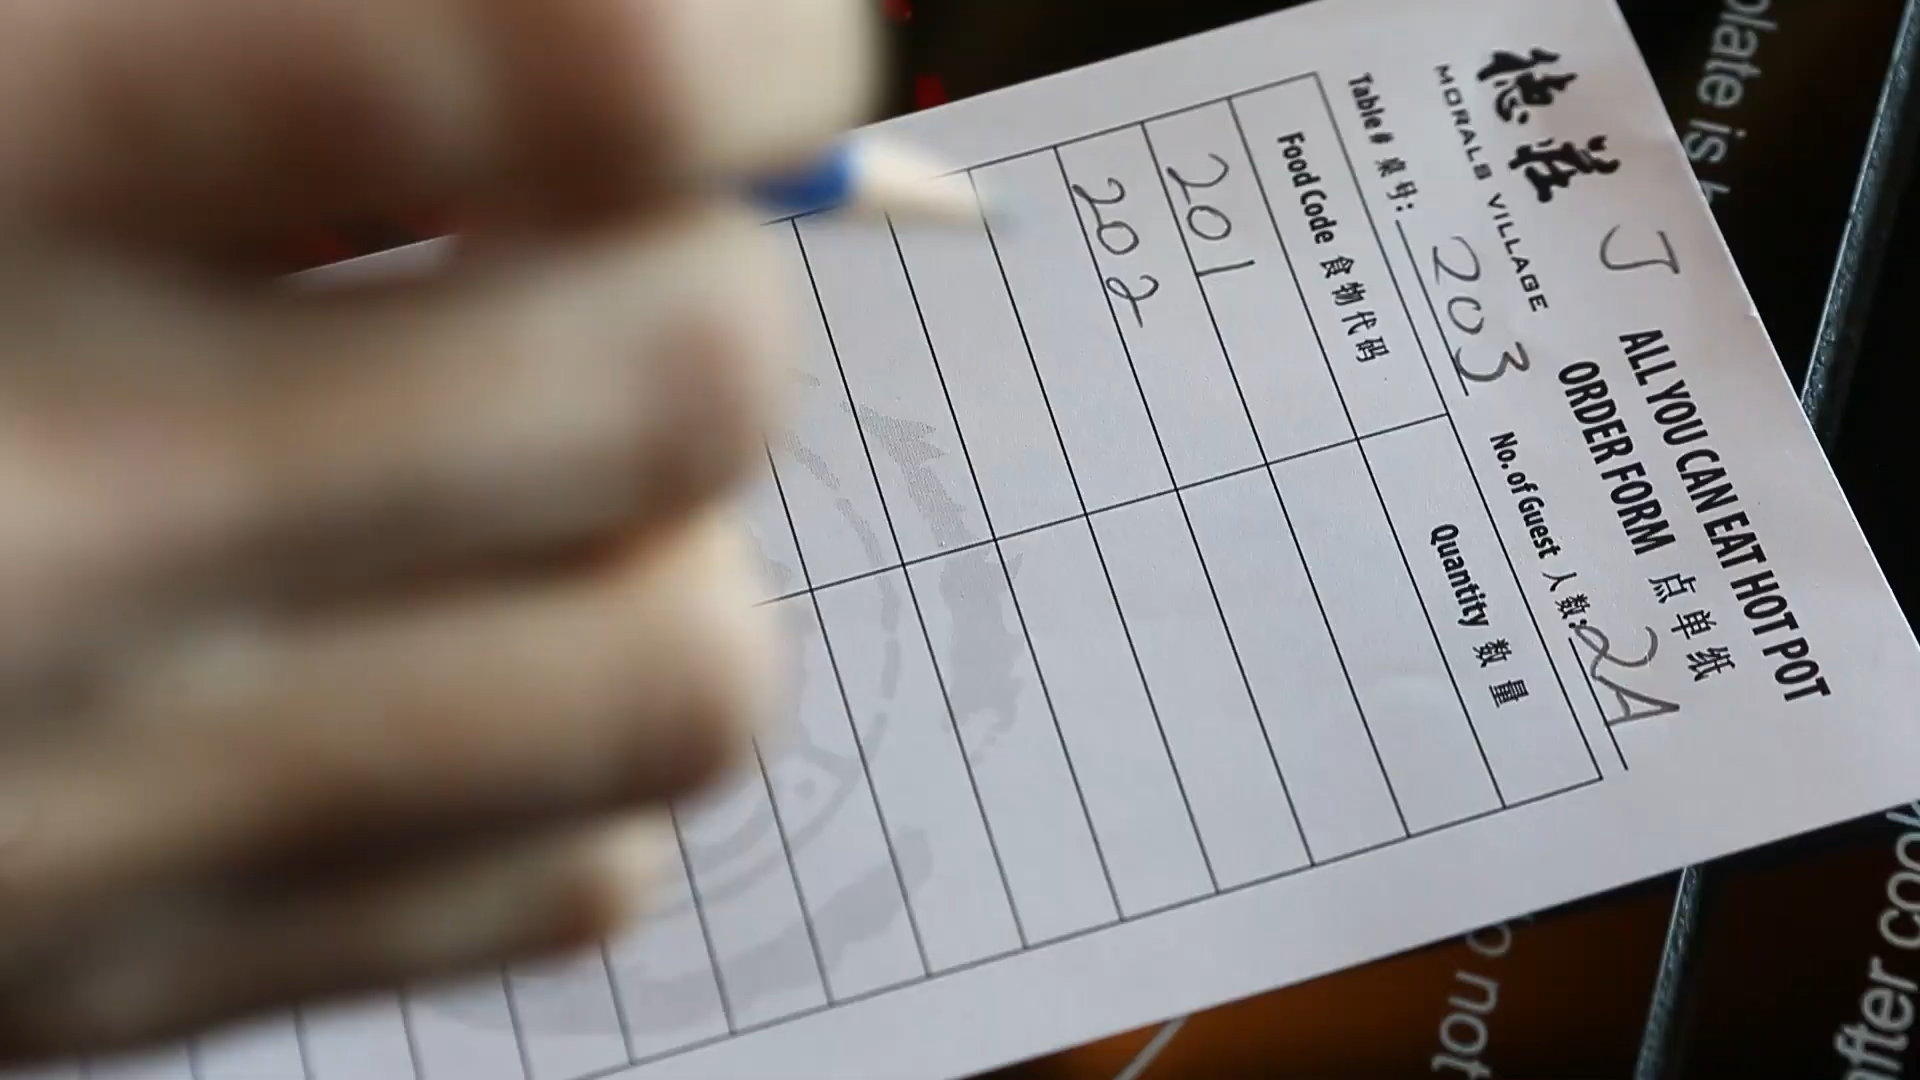 德莊
MORALS VILLAGE
J
ALL YOU CAN EAT HOT POT
ORDER FORM 点单纸
Table # 桌号: 203
No. of Guest 人数: 2A
Food Code 食物代码
Quantity 数量
201
202
plate is
not
after cook